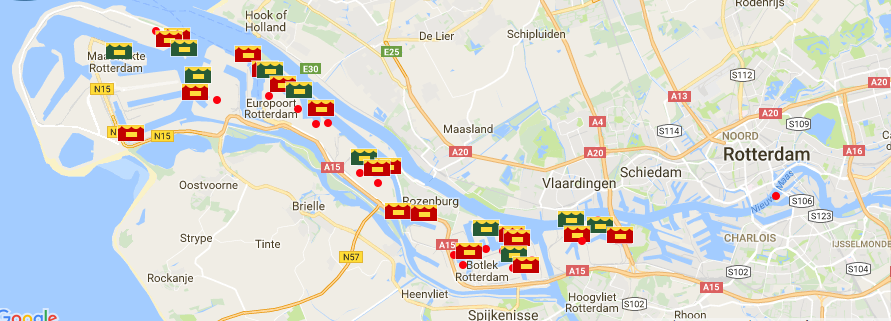 Rodenrijs
Hook of
Holland
De Lier
Schipluiden
E25
Maasvlakte
Rotterdam
E30
S112
N15
A13
Europoort
Rotterdam
A20
S109
A4
S114
NOORD
Maasland
N15
A20
A20
A16
Rotterdam
A15
Schiedam
Oostvoorne
Vlaardingen
Nieuwe Maas
Brielle
Rozenburg
S106
S123
Strype
Tinte
A15
CHARLOIS
IJSSELMONDE
N57
Botlek
Rotterdam
A15
S102
S104
Rockanje
A15
Heenvliet
Hoogvliet
Rotterdam
S102
Spijkenisse
Rhoon
Google